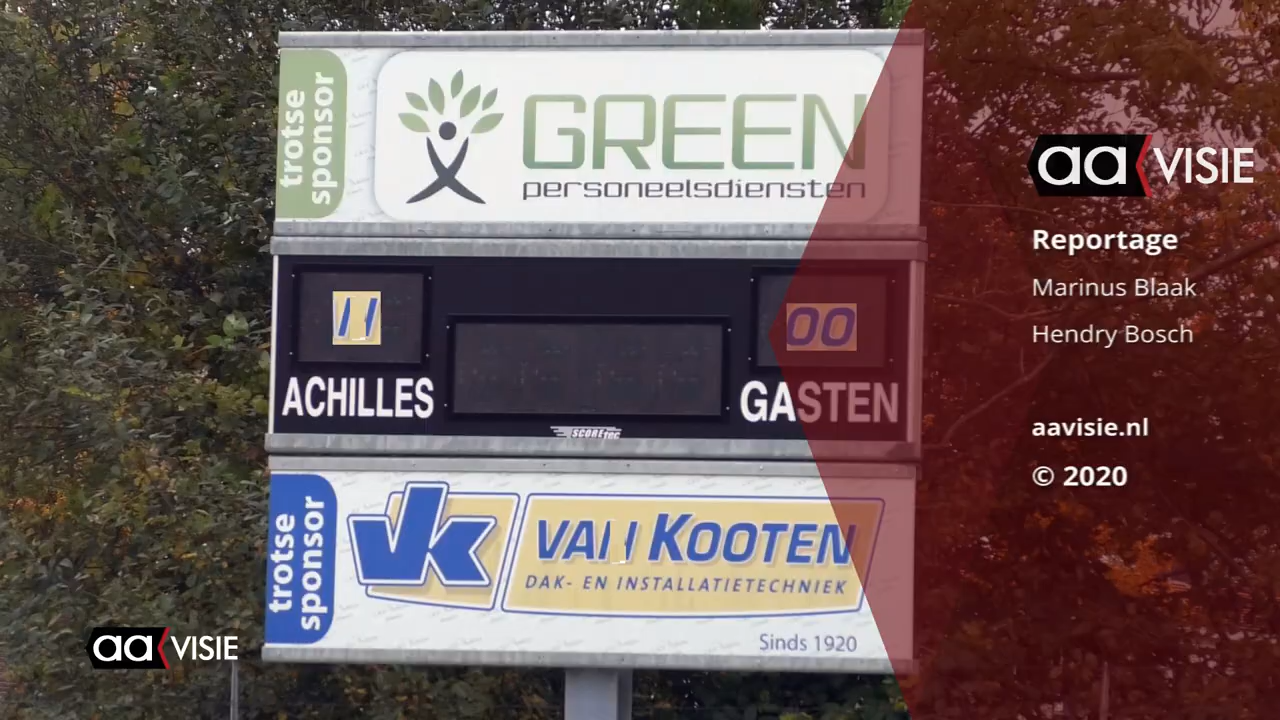 trotse
sponsor
GREEN
personeelsdiensten
11
00
ACHILLES
GASTEN
SCOREtec
trotse
sponsor
vk
VAN KOOTEN
DAK- EN INSTALLATIETECHNIEK
Sinds 1920
aa VISIE
aa VISIE
Reportage
Marinus Blaak
Hendry Bosch
aavisie.nl
© 2020